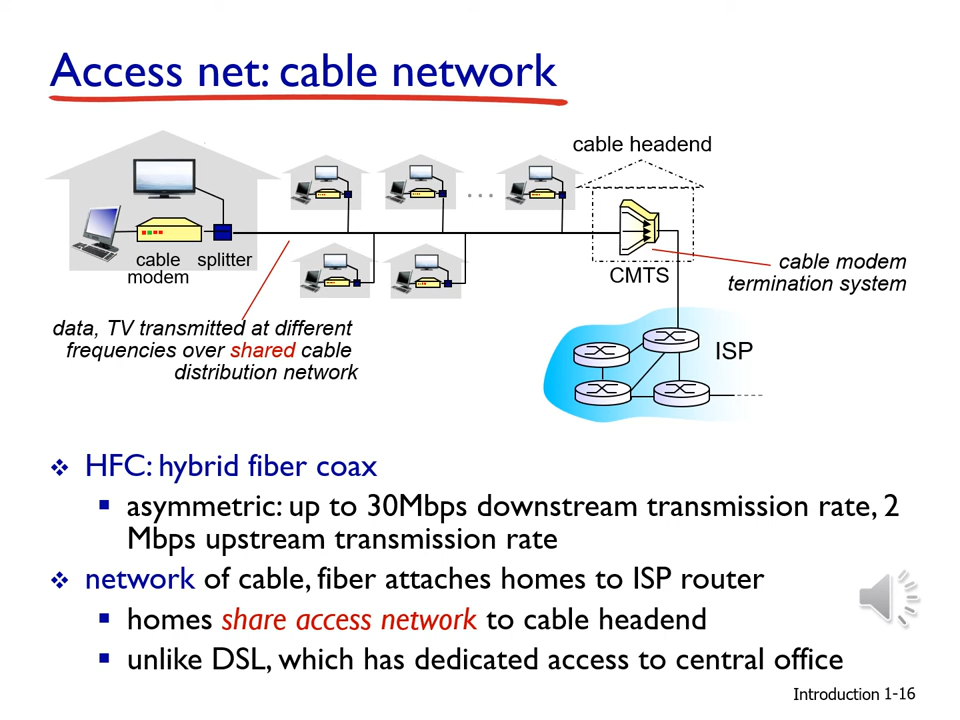 Access net: cable network
cable headend
cable
modem
splitter
…
CMTS
cable modem
termination system
data, TV transmitted at different
frequencies over shared cable
distribution network
ISP
❖ HFC: hybrid fiber coax
▪ asymmetric: up to 30Mbps downstream transmission rate, 2
Mbps upstream transmission rate
❖ network of cable, fiber attaches homes to ISP router
▪ homes share access network to cable headend
▪ unlike DSL, which has dedicated access to central office
Introduction 1-16